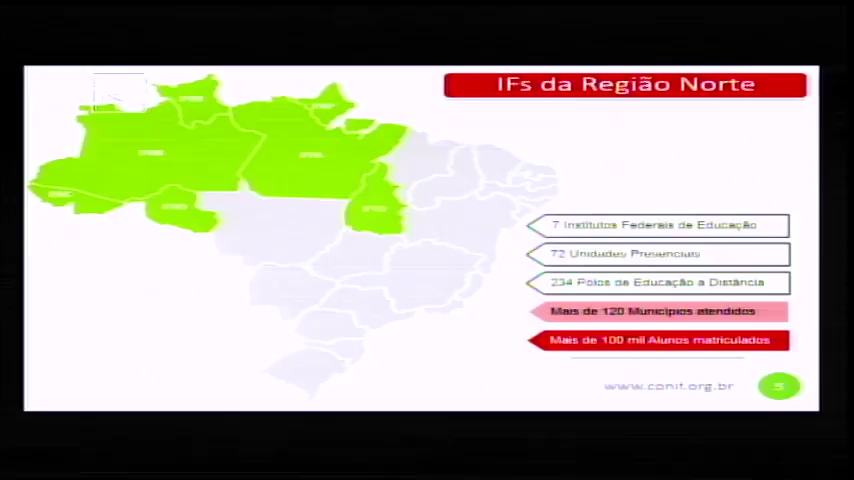 IFs da Região Norte
7 Institutos Federais de Educação
72 Unidades Presenciais
234 Polos de Educação a Distância
Mais de 120 Municípios atendidos
Mais de 100 mil Alunos matriculados
www.conif.org.br
5